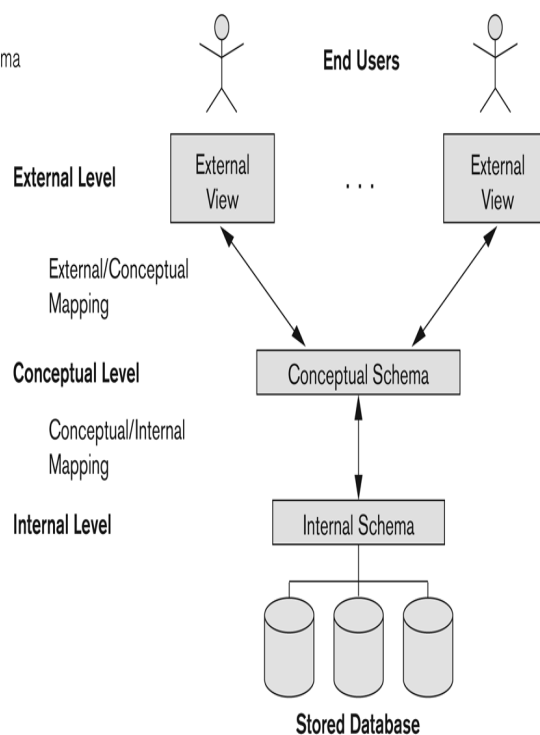 ma
End Users
External Level
External
View
. . .
External
View
External/Conceptual
Mapping
Conceptual Level
Conceptual Schema
Conceptual/Internal
Mapping
Internal Level
Internal Schema
Stored Database